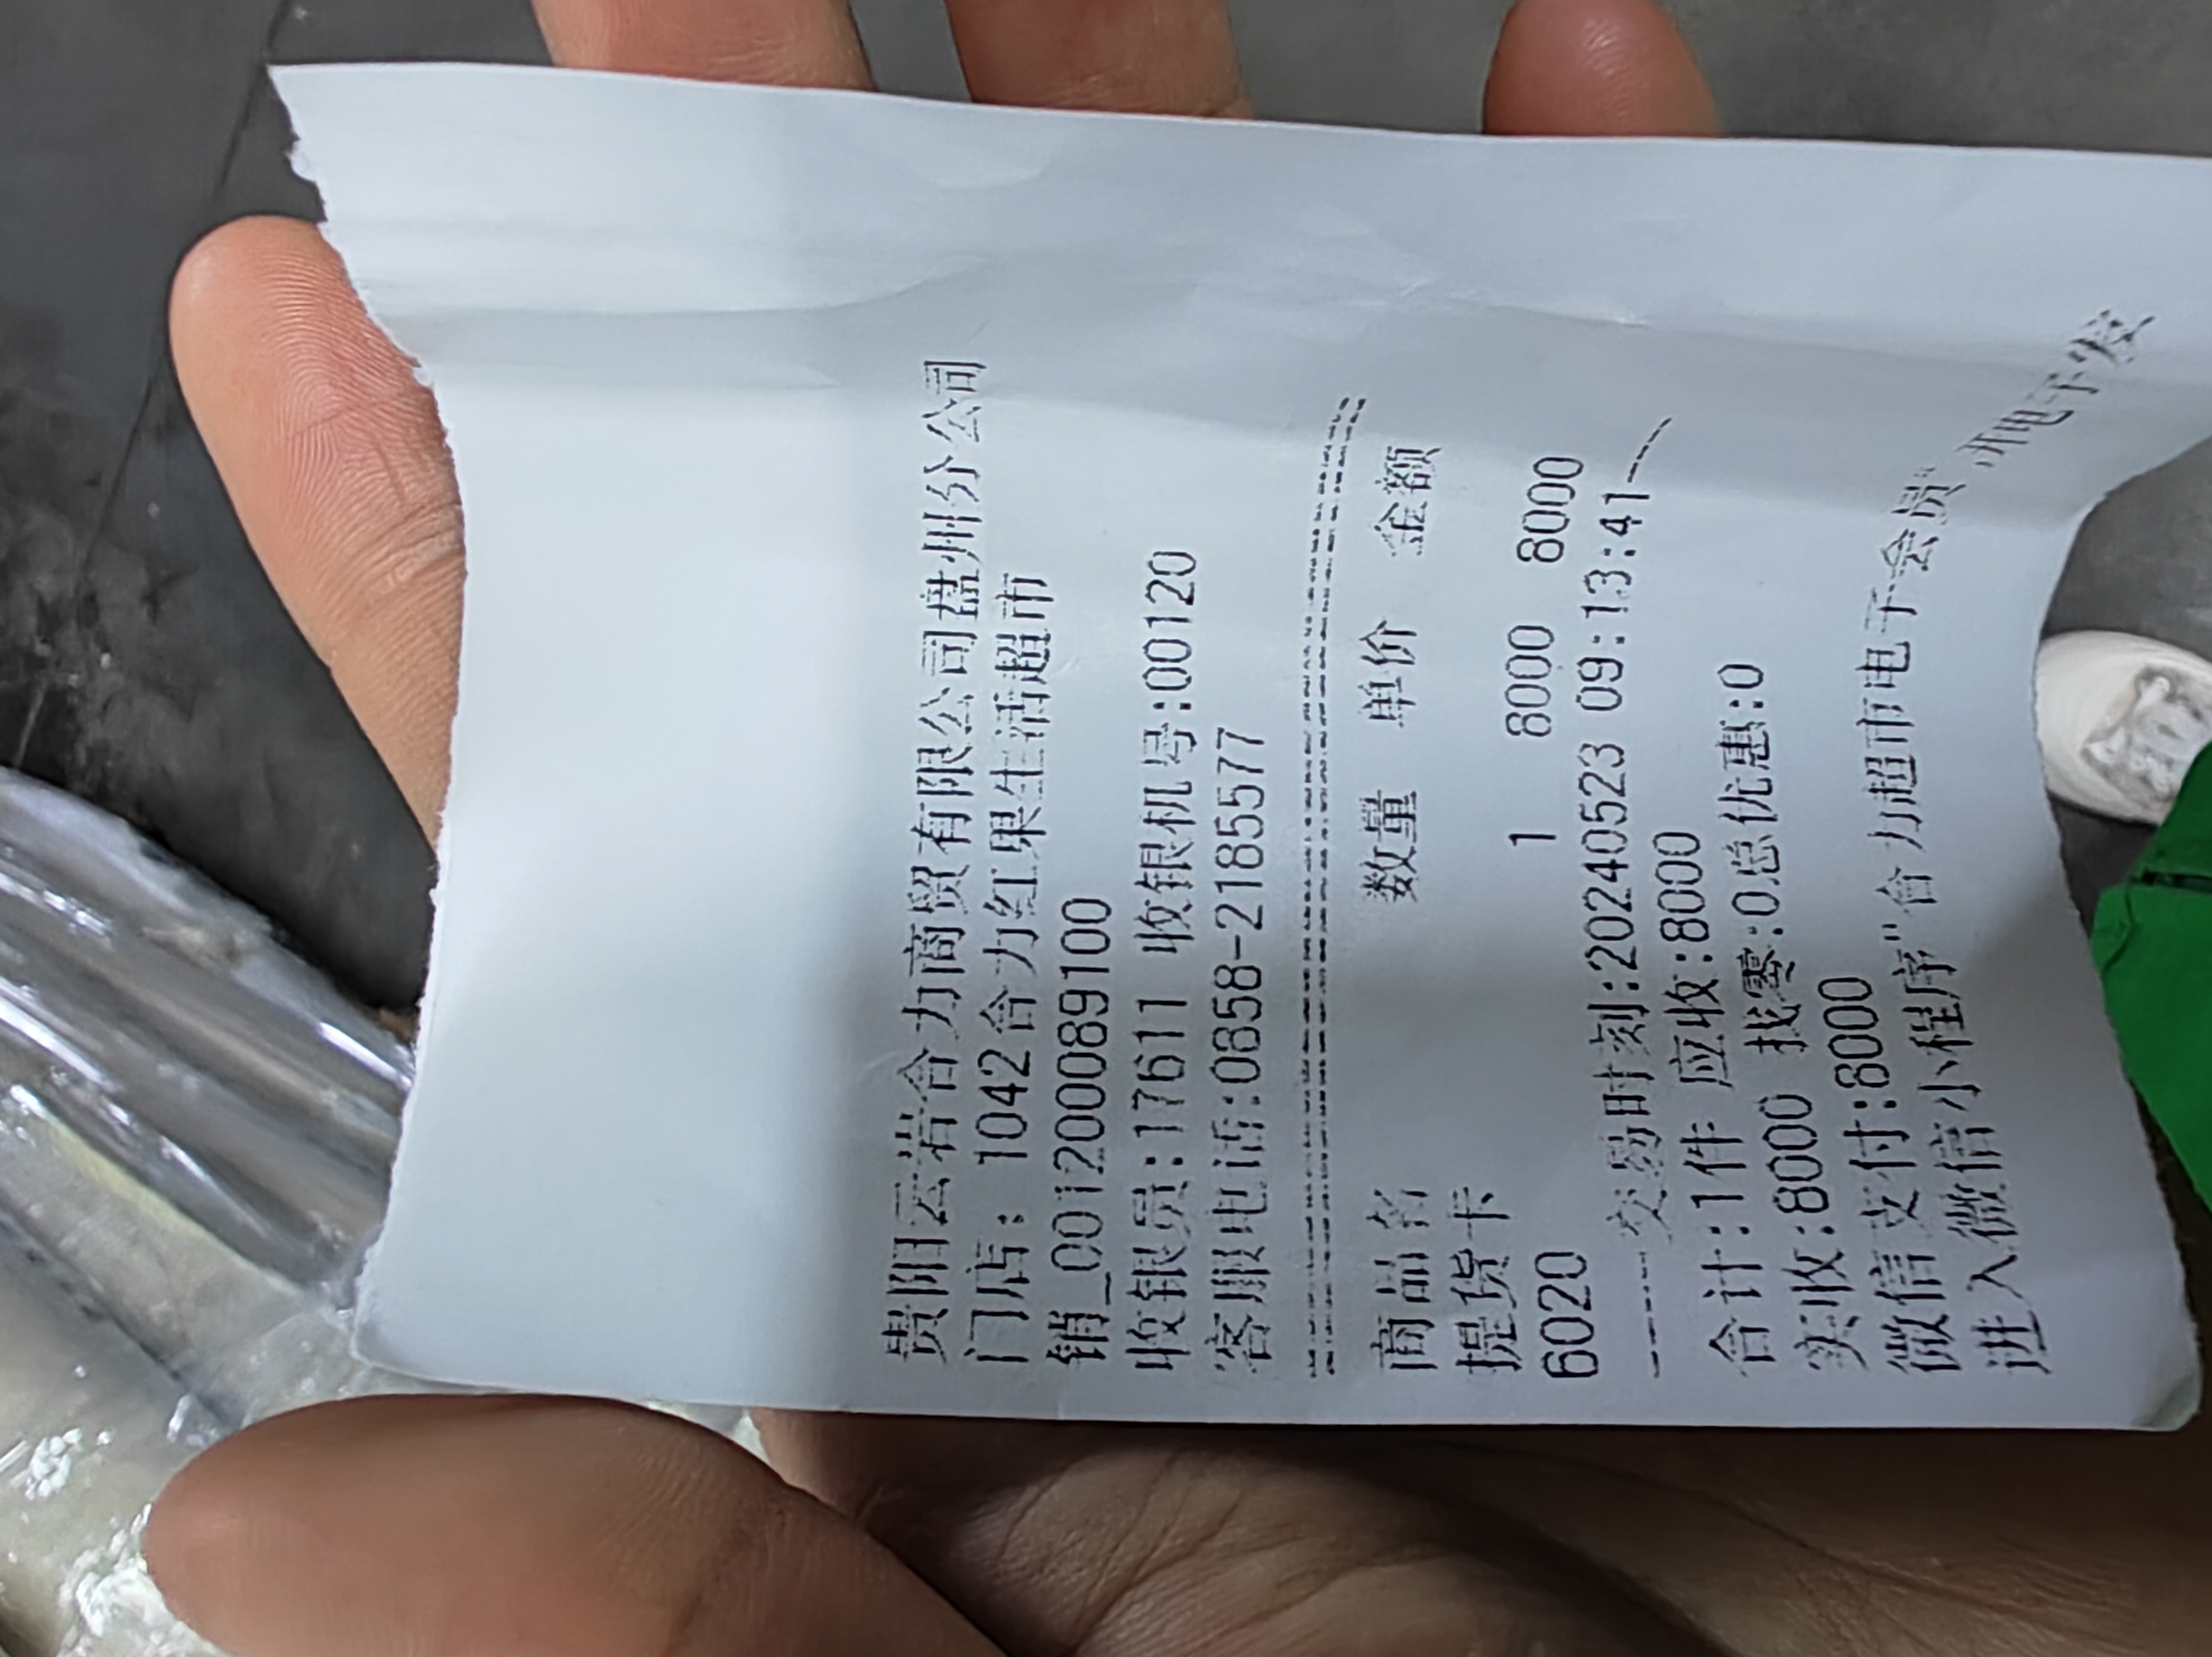 贵阳云岩合力商贸有限公司盘州分公司
门店: 1042合力红果生活超市
销_0012000089100
收银员:17611 收银机号:00120
客服电话:0858-2185577
================================
商品名 数量 单价 金额
提货卡
6020 1 8000 8000
-----交易时刻:20240523 09:13:41----
合计:1件 应收:8000
实收:8000 找零:0总优惠:0
微信支付:8000
进入微信小程序"合力超市电子会员"开电子发